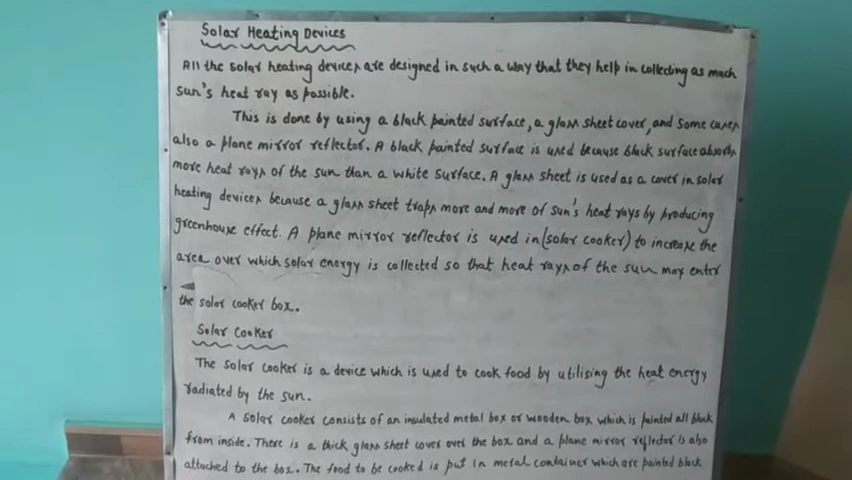 Solar Heating Devices
All the solar heating devices are designed in such a way that they help in collecting as much
sun's heat ray as possible.
This is done by using a black painted surface, a glass sheet cover, and some cases
also a plane mirror reflector. A black painted surface is used because black surface absorbs
more heat rays of the sun than a white surface. A glass sheet is used as a cover in solar
heating devices because a glass sheet traps more and more of sun's heat rays by producing
greenhouse effect. A plane mirror reflector is used in (solar cooker) to increase the
area over which solar energy is collected so that heat rays of the sun may enter
the solar cooker box.
Solar Cooker
The solar cooker is a device which is used to cook food by utilising the heat energy
radiated by the sun.
A solar cooker consists of an insulated metal box or wooden box which is painted all black
from inside. There is a thick glass sheet cover over the box and a plane mirror reflector is also
attached to the box. The food to be cooked is put in metal container which are painted black